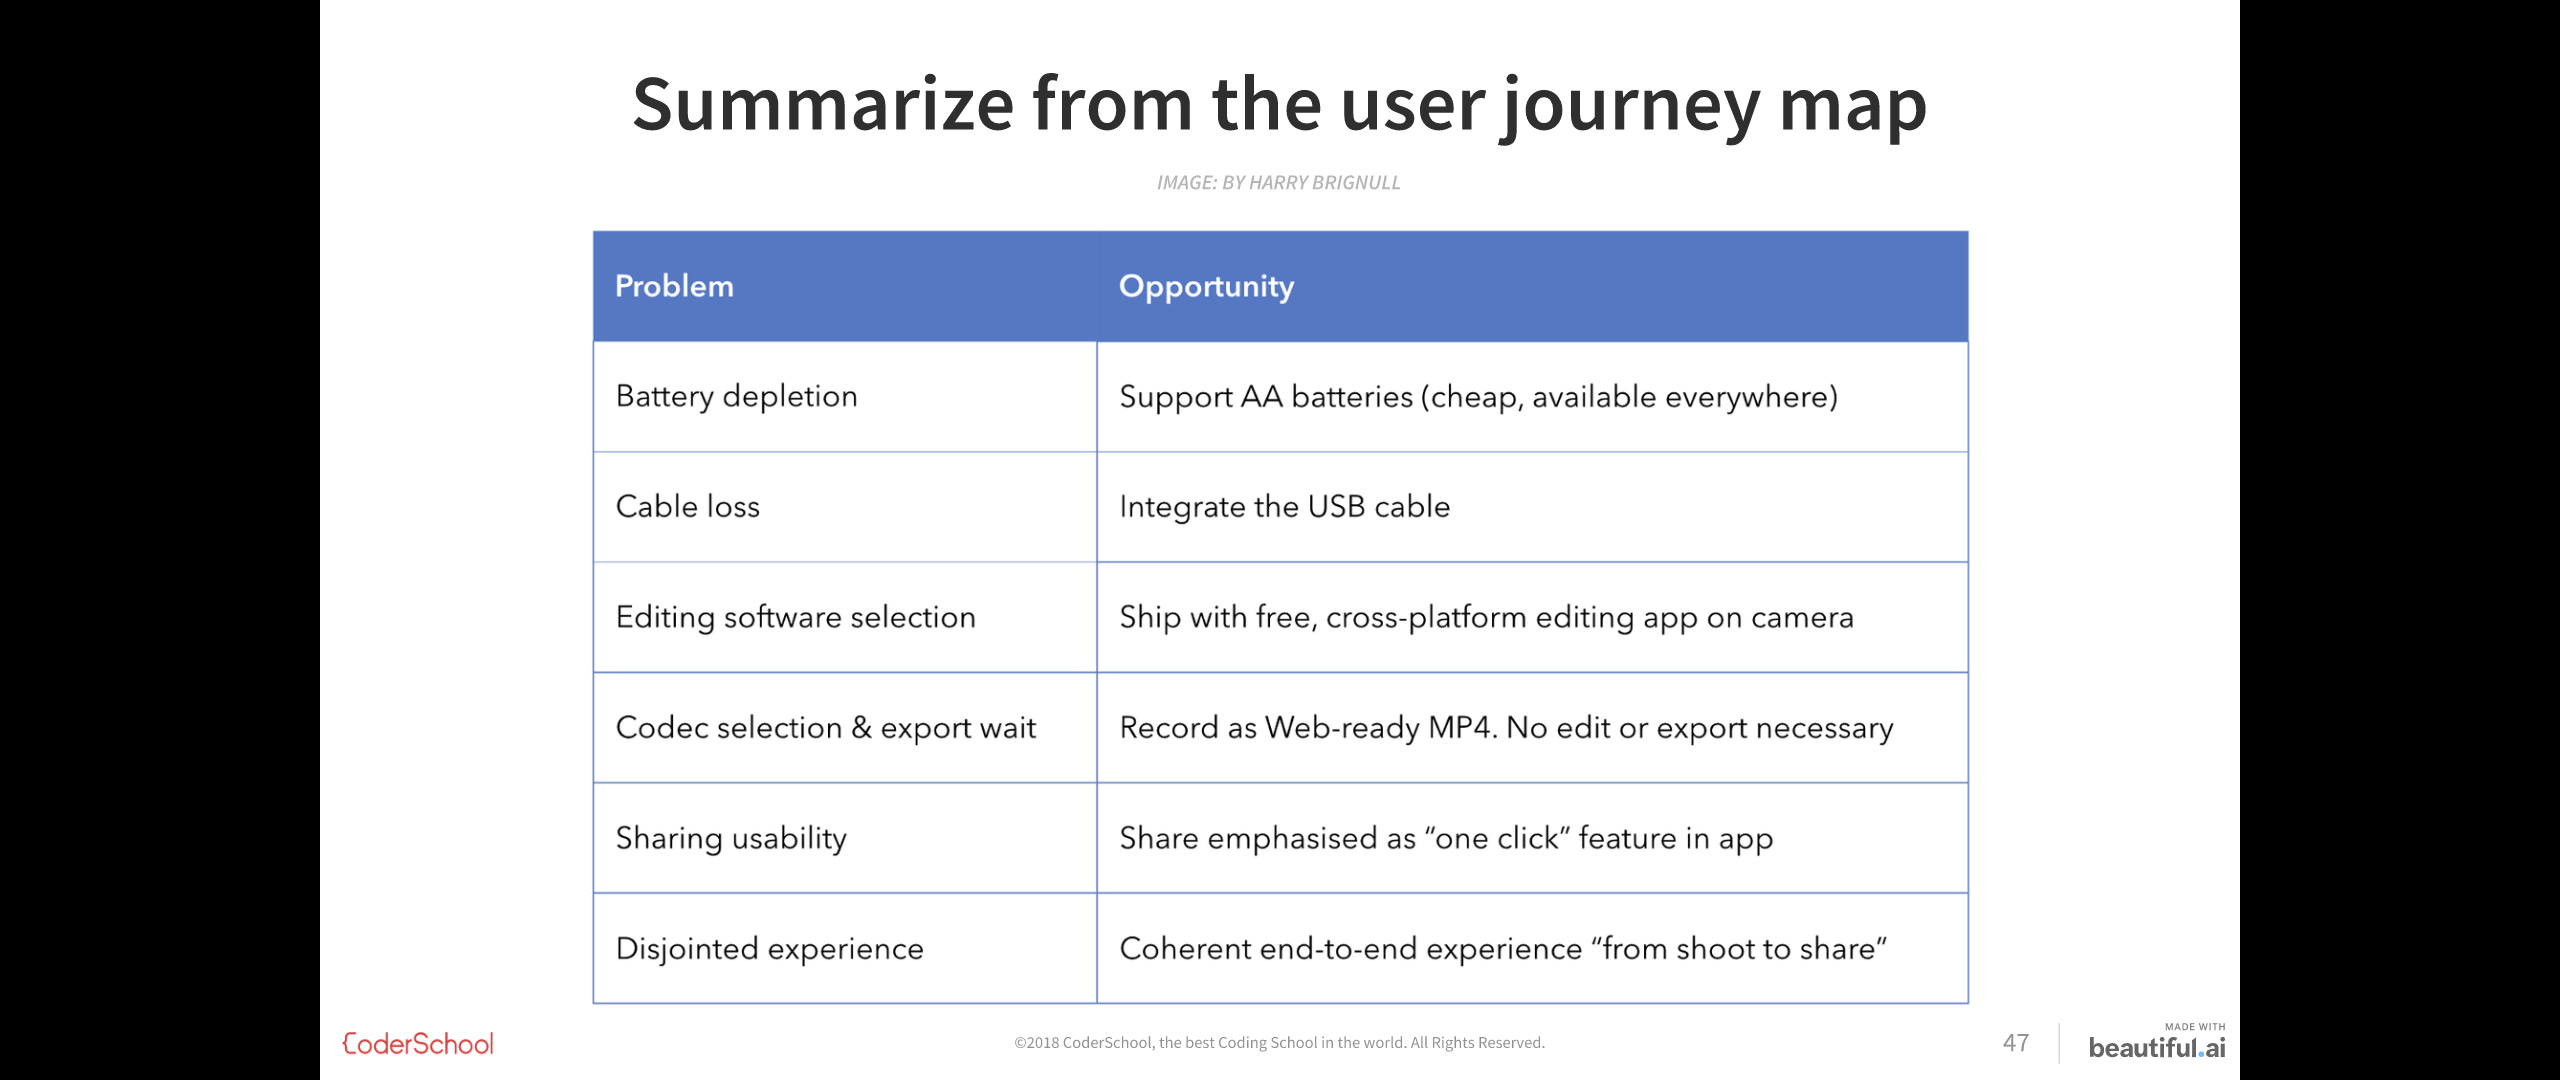 Summarize from the user journey map
IMAGE: BY HARRY BRIGNULL
Problem
Opportunity
Battery depletion
Support AA batteries (cheap, available everywhere)
Cable loss
Integrate the USB cable
Editing software selection
Ship with free, cross-platform editing app on camera
Codec selection & export wait
Record as Web-ready MP4. No edit or export necessary
Sharing usability
Share emphasised as “one click” feature in app
Disjointed experience
Coherent end-to-end experience “from shoot to share”
{CoderSchool
©2018 CoderSchool, the best Coding School in the world. All Rights Reserved.
47
MADE WITH
beautiful.ai